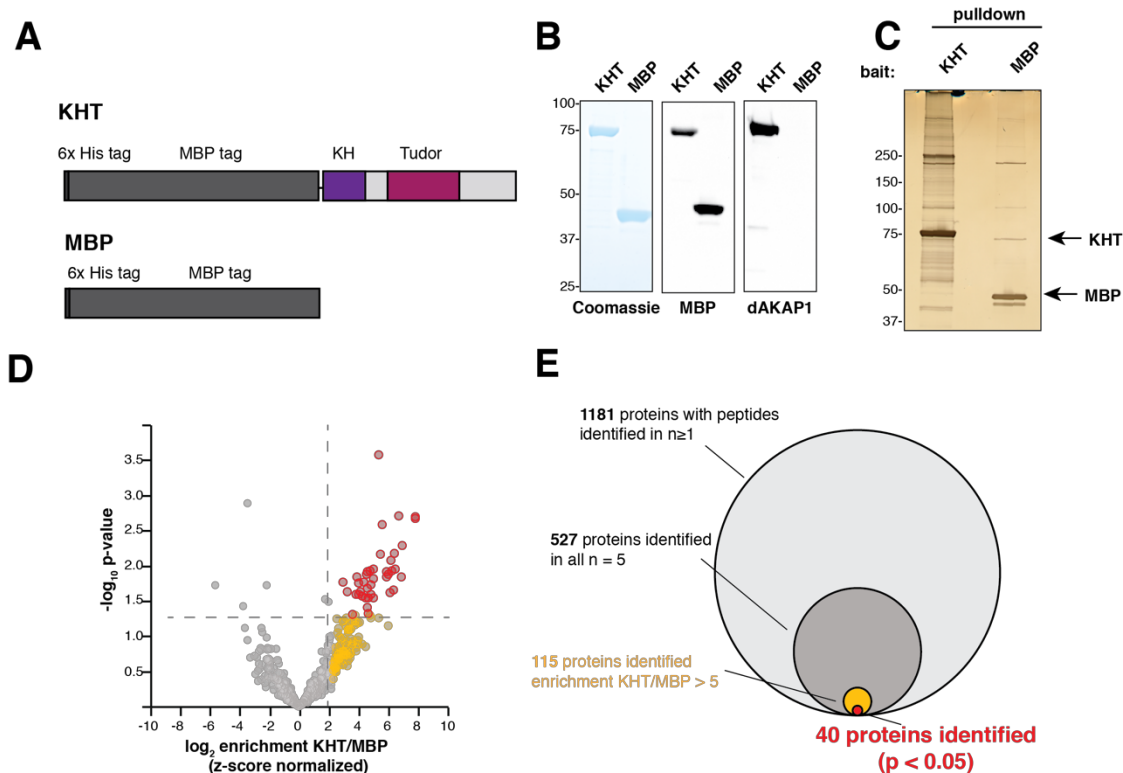 A
KHT
6x His tag MBP tag KH Tudor
MBP
6x His tag MBP tag
B
KHT MBP KHT MBP KHT MBP
100-
75-
50-
37-
25-
Coomassie MBP dAKAP1
C
pulldown
bait: KHT MBP
250-
150-
100-
75-
50-
37-
KHT
MBP
D
3.5
3.0
2.5
2.0
1.5
1.0
0.5
-log10 p-value
-10 -8 -6 -4 -2 0 2 4 6 8 10
log2 enrichment KHT/MBP
(z-score normalized)
E
1181 proteins with peptides
identified in n≥1
527 proteins identified
in all n = 5
115 proteins identified
enrichment KHT/MBP > 5
40 proteins identified
(p < 0.05)